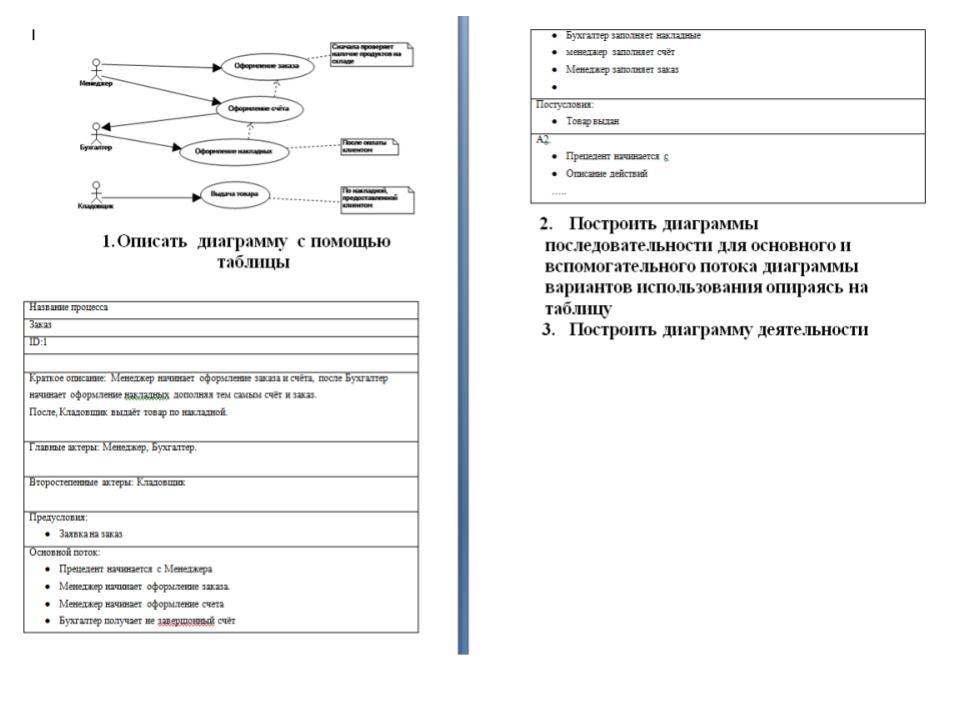 I
Сначала проверяет
наличие продуктов на
складе
Оформление заказа
Менеджер
Оформление счёта
Бухгалтер
Оформление накладных
После оплаты
клиентом
Выдача товара
По накладной,
предоставленной
клиентом
Кладовщик
1. Описать диаграмму с помощью
таблицы
Название процесса
Заказ
ID:1
Краткое описание: Менеджер начинает оформление заказа и счёта, после Бухгалтер
начинает оформление накладных дополняя тем самым счёт и заказ.
После, Кладовщик выдаёт товар по накладной.
Главные актеры: Менеджер, Бухгалтер.
Второстепенные актеры: Кладовщик
Предусловия:
• Заявка на заказ
Основной поток:
• Прецедент начинается с Менеджера
• Менеджер начинает оформление заказа.
• Менеджер начинает оформление счета
• Бухгалтер получает не завершонный счёт
• Бухгалтер заполняет накладные
• менеджер заполняет счёт
• Менеджер заполняет заказ
•
Постусловия:
• Товар выдан
А2.
• Прецедент начинается с
• Описание действий
…..
2. Построить диаграммы
последовательности для основного и
вспомогательного потока диаграммы
вариантов использования опираясь на
таблицу
3. Построить диаграмму деятельности